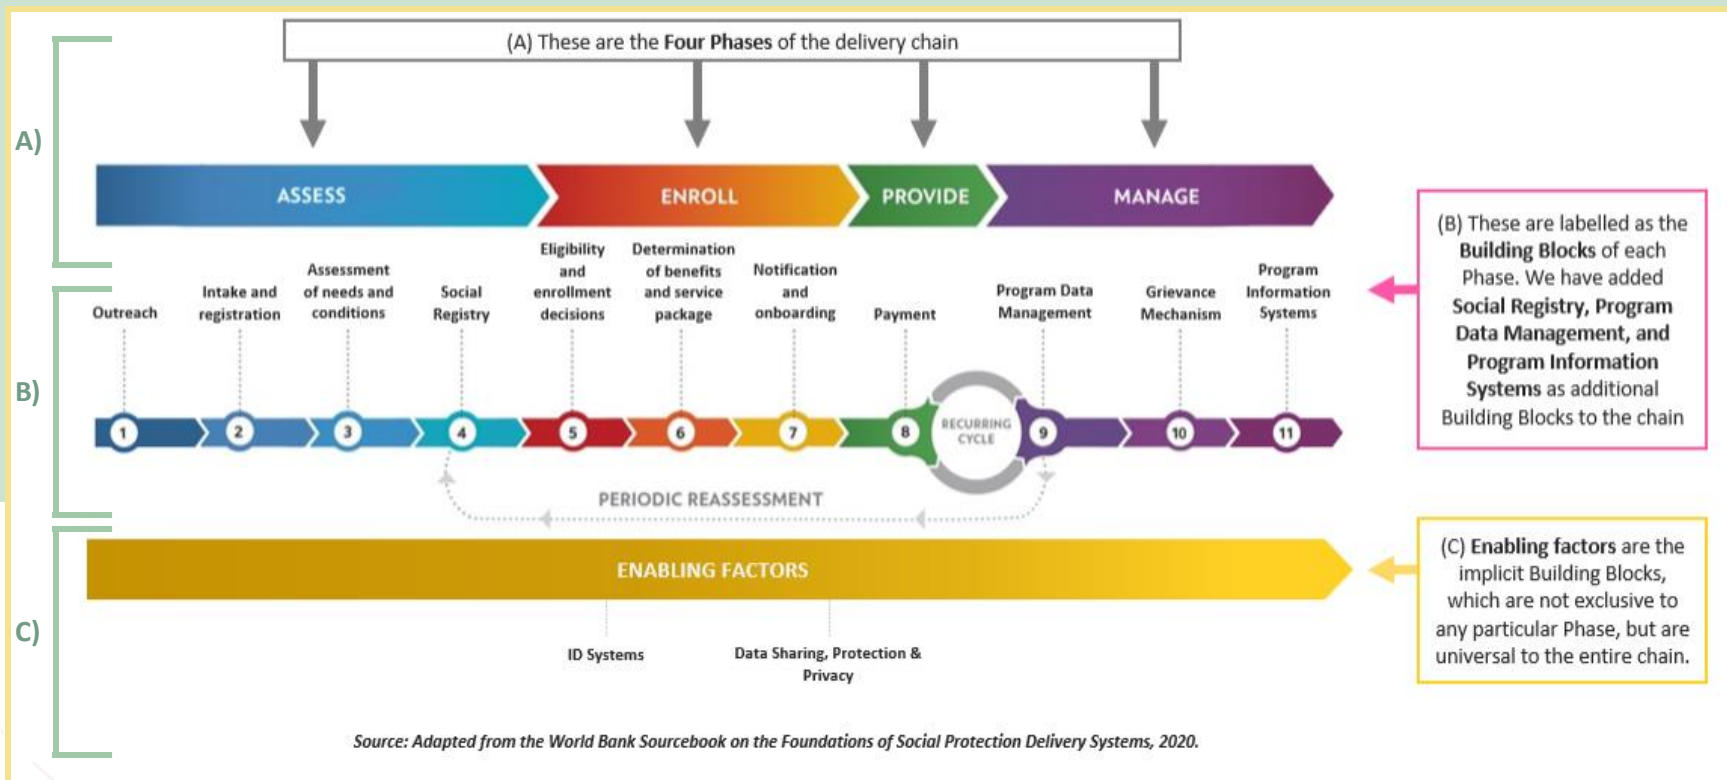 (A) These are the Four Phases of the delivery chain
A)
ASSESS
ENROLL
PROVIDE
MANAGE
(B) These are labelled as the
Building Blocks of each
Phase. We have added
Social Registry, Program
Data Management, and
Program Information
Systems as additional
Building Blocks to the chain
B)
Outreach
Intake and
registration
Assessment
of needs and
conditions
Social
Registry
Eligibility
and
enrollment
decisions
Determination
of benefits
and service
package
Notification
and
onboarding
Payment
Program Data
Management
Grievance
Mechanism
Program
Information
Systems
1
2
3
4
5
6
7
8
RECURRING
CYCLE
9
10
11
PERIODIC REASSESSMENT
C)
ENABLING FACTORS
(C) Enabling factors are the
implicit Building Blocks,
which are not exclusive to
any particular Phase, but are
universal to the entire chain.
ID Systems
Data Sharing, Protection &
Privacy
Source: Adapted from the World Bank Sourcebook on the Foundations of Social Protection Delivery Systems, 2020.